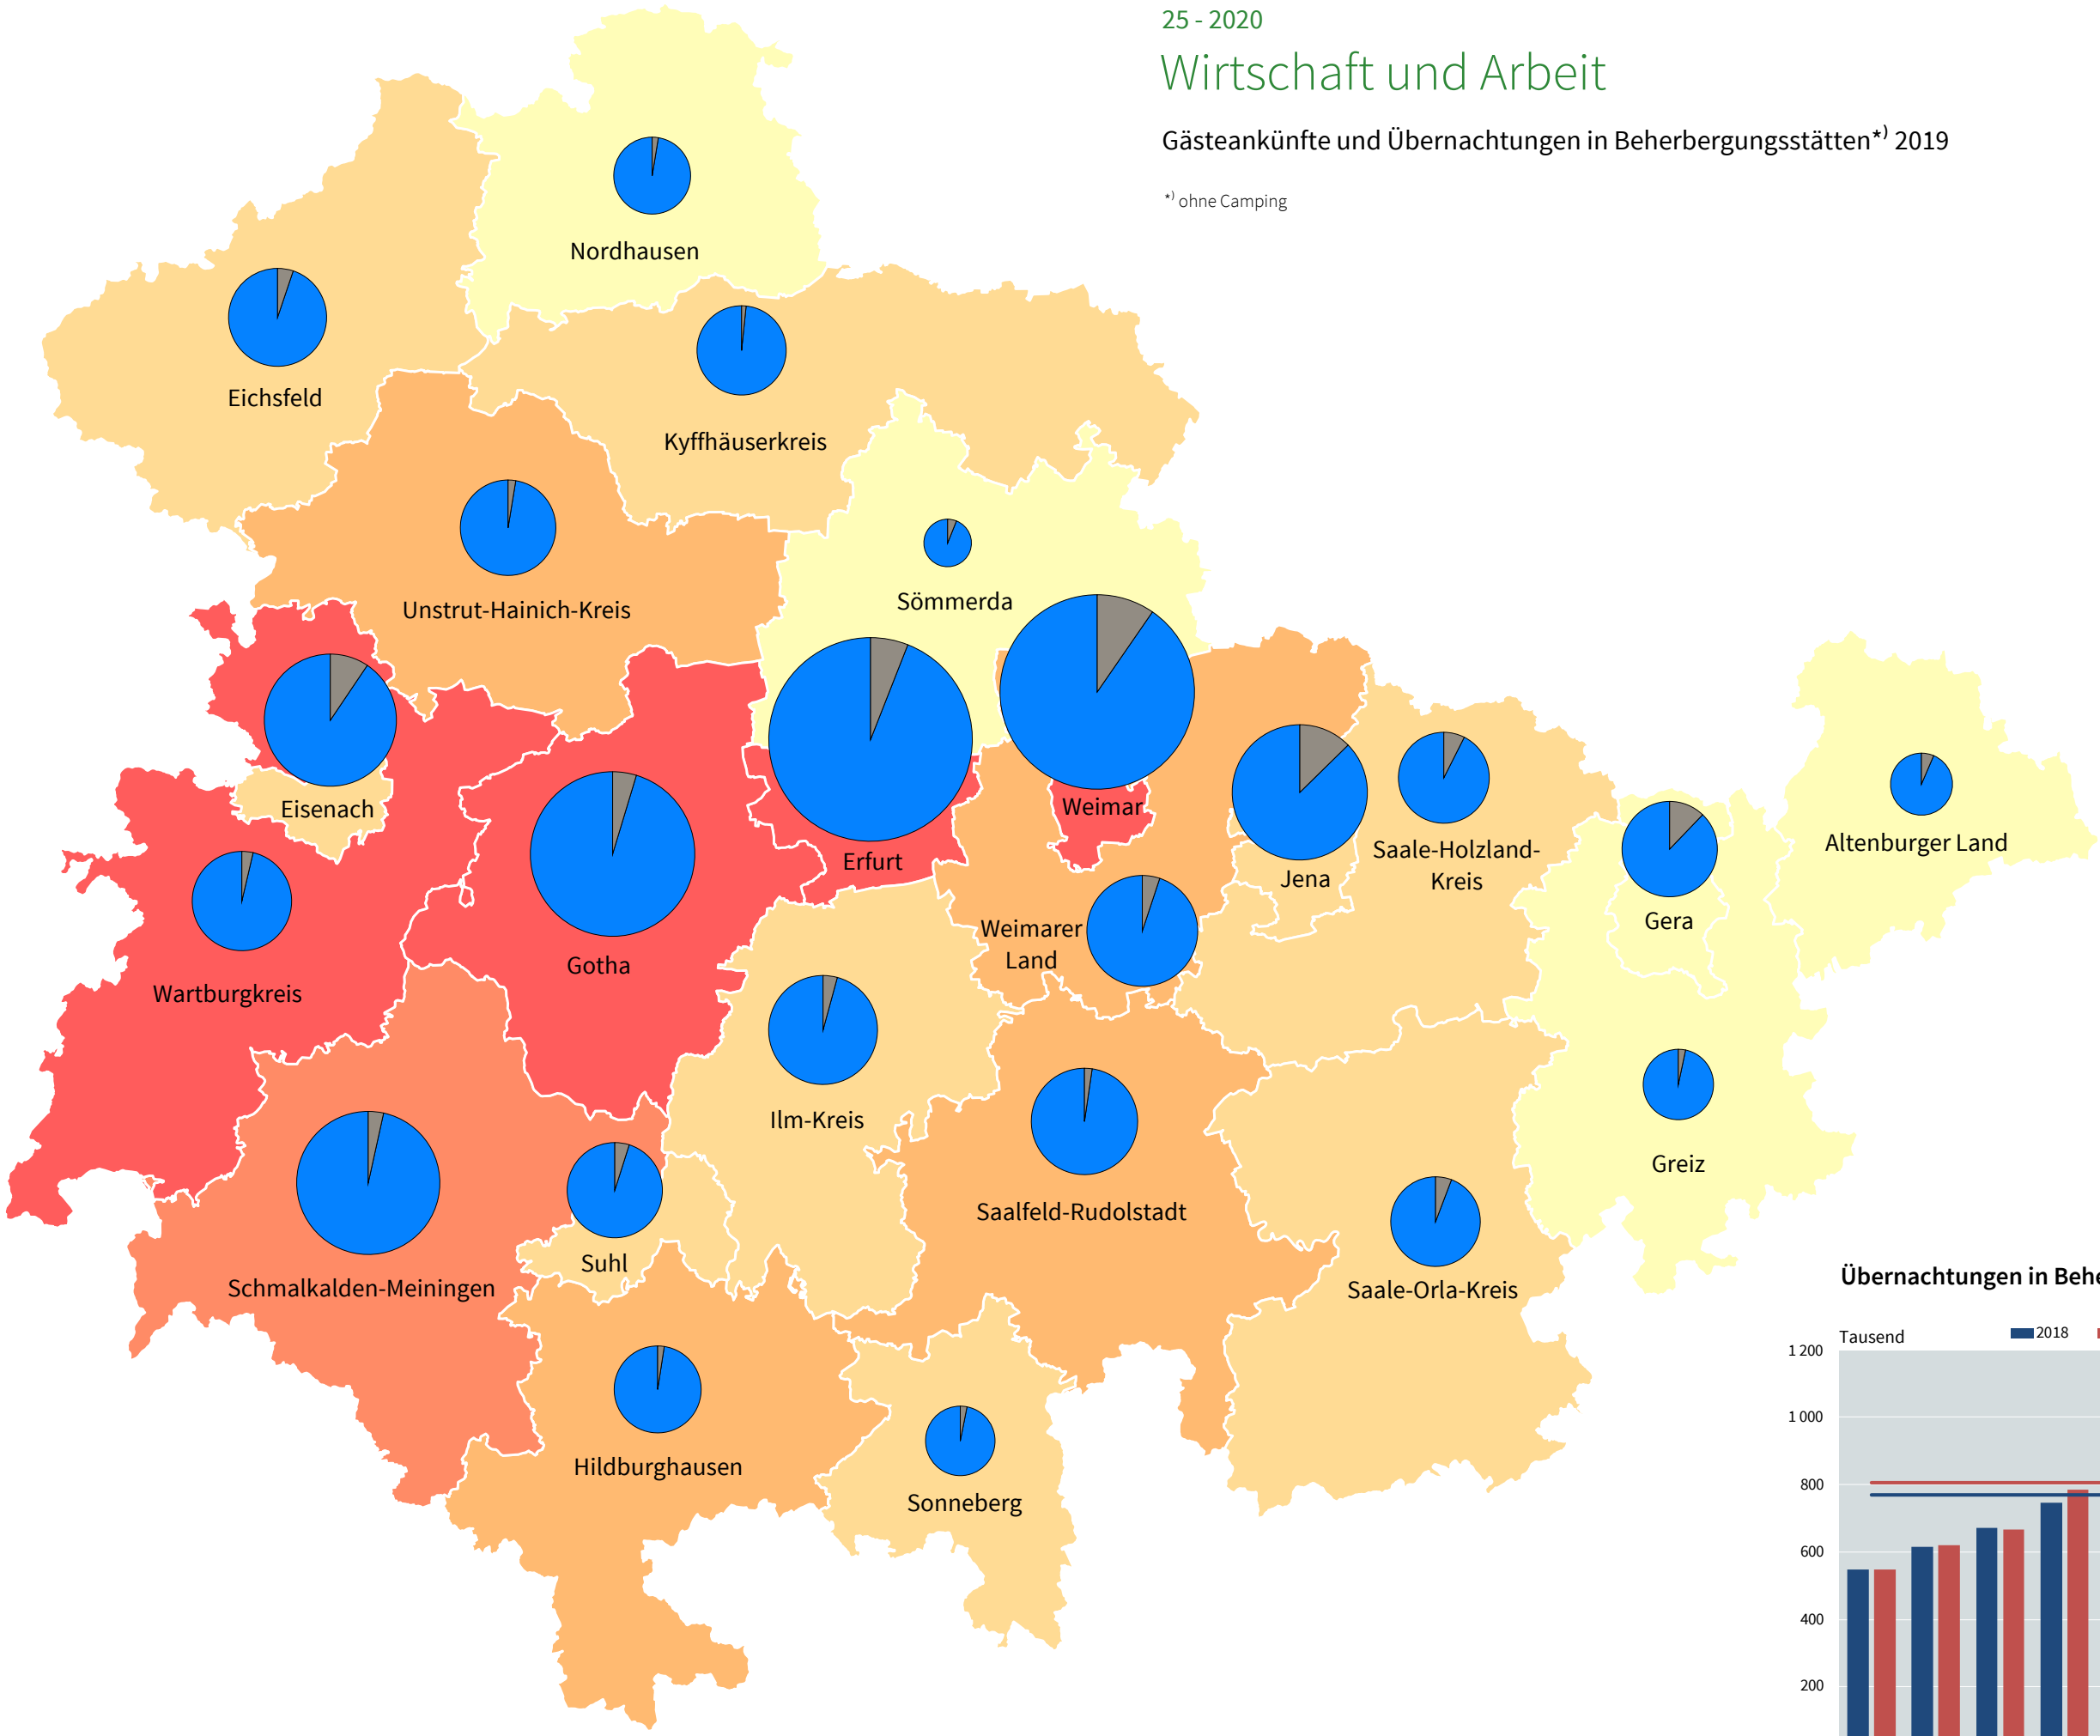 25 - 2020
Wirtschaft und Arbeit
Gästeankünfte und Übernachtungen in Beherbergungsstätten*) 2019
*) ohne Camping
Nordhausen
Eichsfeld
Kyffhäuserkreis
Unstrut-Hainich-Kreis
Sömmerda
Eisenach
Weimar
Erfurt
Altenburger Land
Saale-Holzland-
Kreis
Jena
Gera
Weimarer
Land
Gotha
Wartburgkreis
Ilm-Kreis
Greiz
Saalfeld-Rudolstadt
Suhl
Schmalkalden-Meiningen
Saale-Orla-Kreis
Hildburghausen
Sonneberg
Übernachtungen in Behe
Tausend
2018
1 200
1 000
800
600
400
200